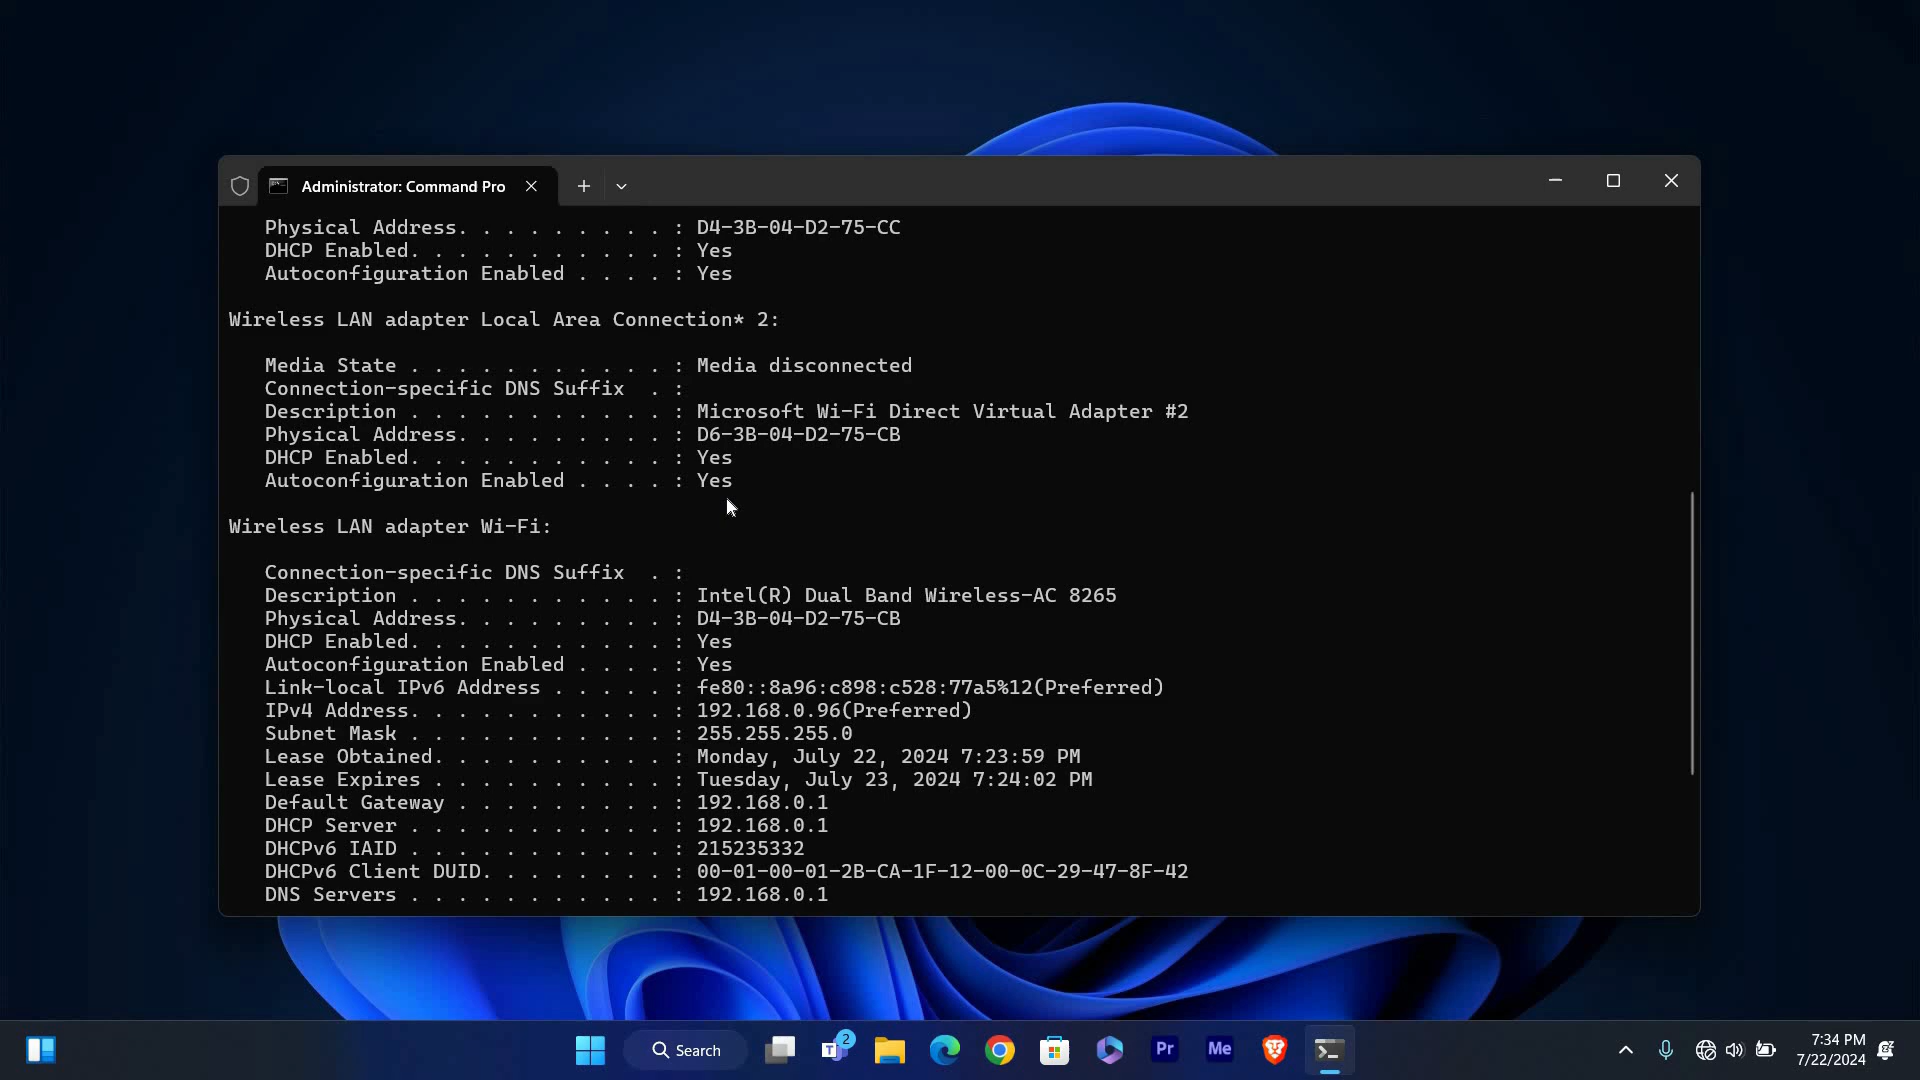 Administrator: Command Pro
Physical Address. . . . . . . . . : D4-3B-04-D2-75-CC
DHCP Enabled. . . . . . . . . . . : Yes
Autoconfiguration Enabled . . . . : Yes
Wireless LAN adapter Local Area Connection* 2:
Media State . . . . . . . . . . . : Media disconnected
Connection-specific DNS Suffix  . :
Description . . . . . . . . . . . : Microsoft Wi-Fi Direct Virtual Adapter #2
Physical Address. . . . . . . . . : D6-3B-04-D2-75-CB
DHCP Enabled. . . . . . . . . . . : Yes
Autoconfiguration Enabled . . . . : Yes
Wireless LAN adapter Wi-Fi:
Connection-specific DNS Suffix  . :
Description . . . . . . . . . . . : Intel(R) Dual Band Wireless-AC 8265
Physical Address. . . . . . . . . : D4-3B-04-D2-75-CB
DHCP Enabled. . . . . . . . . . . : Yes
Autoconfiguration Enabled . . . . : Yes
Link-local IPv6 Address . . . . . : fe80::8a96:c898:c528:77a5%12(Preferred)
IPv4 Address. . . . . . . . . . . : 192.168.0.96(Preferred)
Subnet Mask . . . . . . . . . . . : 255.255.255.0
Lease Obtained. . . . . . . . . . : Monday, July 22, 2024 7:23:59 PM
Lease Expires . . . . . . . . . . : Tuesday, July 23, 2024 7:24:02 PM
Default Gateway . . . . . . . . . : 192.168.0.1
DHCP Server . . . . . . . . . . . : 192.168.0.1
DHCPv6 IAID . . . . . . . . . . . : 215235332
DHCPv6 Client DUID. . . . . . . . : 00-01-00-01-2B-CA-1F-12-00-0C-29-47-8F-42
DNS Servers . . . . . . . . . . . : 192.168.0.1
Search
T
2
Pr
Me
7:34 PM
7/22/2024